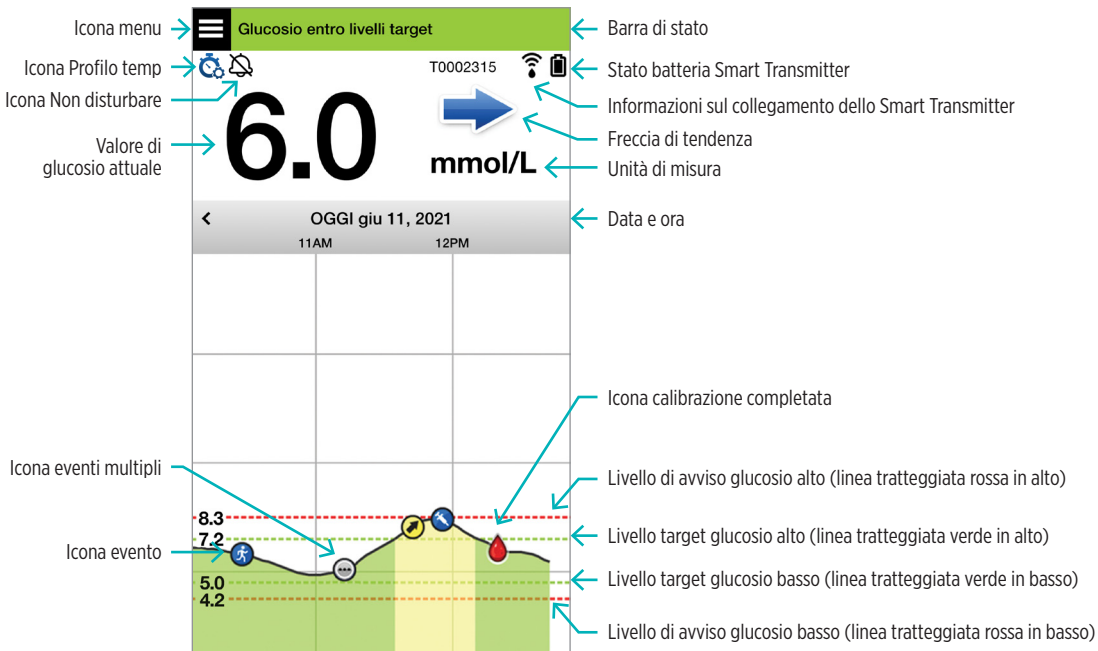 Icona menu
Glucosio entro livelli target
Barra di stato
Icona Profilo temp
T0002315
Stato batteria Smart Transmitter
Icona Non disturbare
Informazioni sul collegamento dello Smart Transmitter
6.0
Freccia di tendenza
Valore di
glucosio attuale
mmol/L
Unità di misura
OGGI giu 11, 2021
Data e ora
11AM
12PM
Icona calibrazione completata
Icona eventi multipli
Livello di avviso glucosio alto (linea tratteggiata rossa in alto)
8.3
7.2
Livello target glucosio alto (linea tratteggiata verde in alto)
Icona evento
5.0
Livello target glucosio basso (linea tratteggiata verde in basso)
4.2
Livello di avviso glucosio basso (linea tratteggiata rossa in basso)